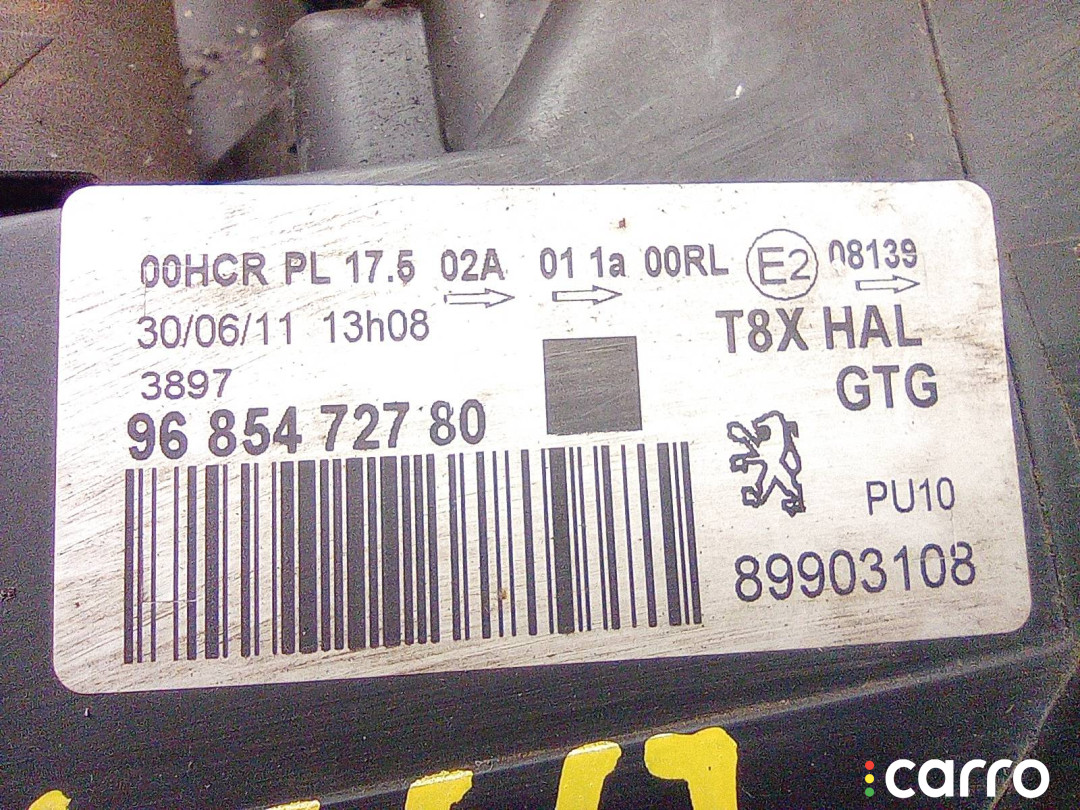 00HCR PL 17.5 02A 01 1a 00RL E2 08139
30/06/11 13h08
T8X HAL
3897
GTG
96 854 727 80
PU10
89903108
carro